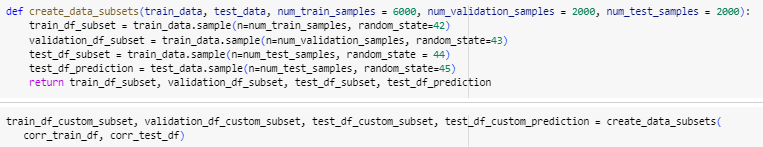 def create_data_subsets(train_data, test_data, num_train_samples = 6000, num_validation_samples = 2000, num_test_samples = 2000):
    train_df_subset = train_data.sample(n=num_train_samples, random_state=42)
    validation_df_subset = train_data.sample(n=num_validation_samples, random_state=43)
    test_df_subset = train_data.sample(n=num_test_samples, random_state = 44)
    test_df_prediction = test_data.sample(n=num_test_samples, random_state=45)
    return train_df_subset, validation_df_subset, test_df_subset, test_df_prediction
train_df_custom_subset, validation_df_custom_subset, test_df_custom_subset, test_df_custom_prediction = create_data_subsets(
    corr_train_df, corr_test_df)